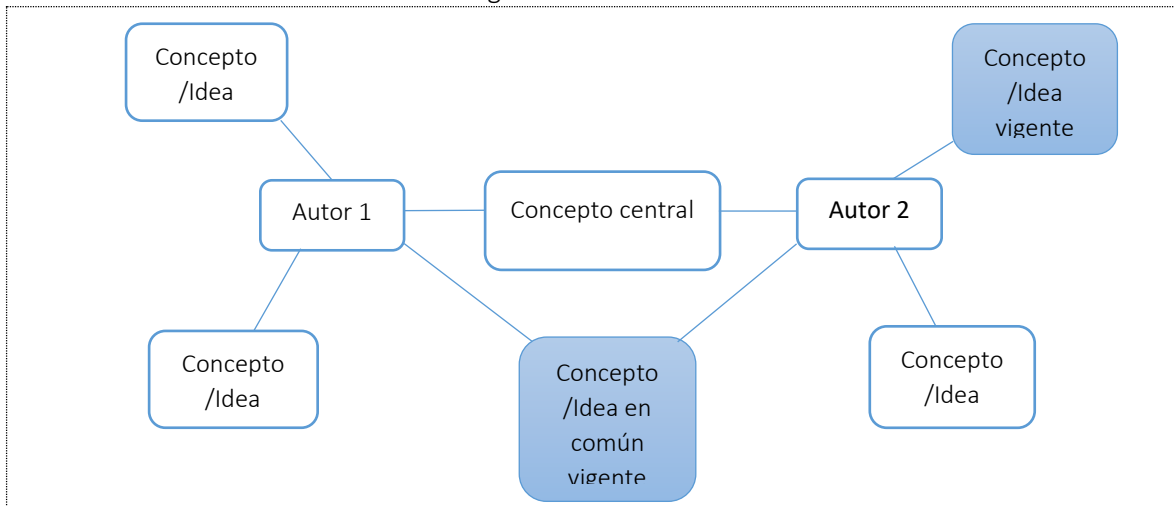 Concepto
/Idea
Concepto
/Idea
vigente
Autor 1
Concepto central
Autor 2
Concepto
/Idea
Concepto
/Idea en
común
vigente
Concepto
/Idea